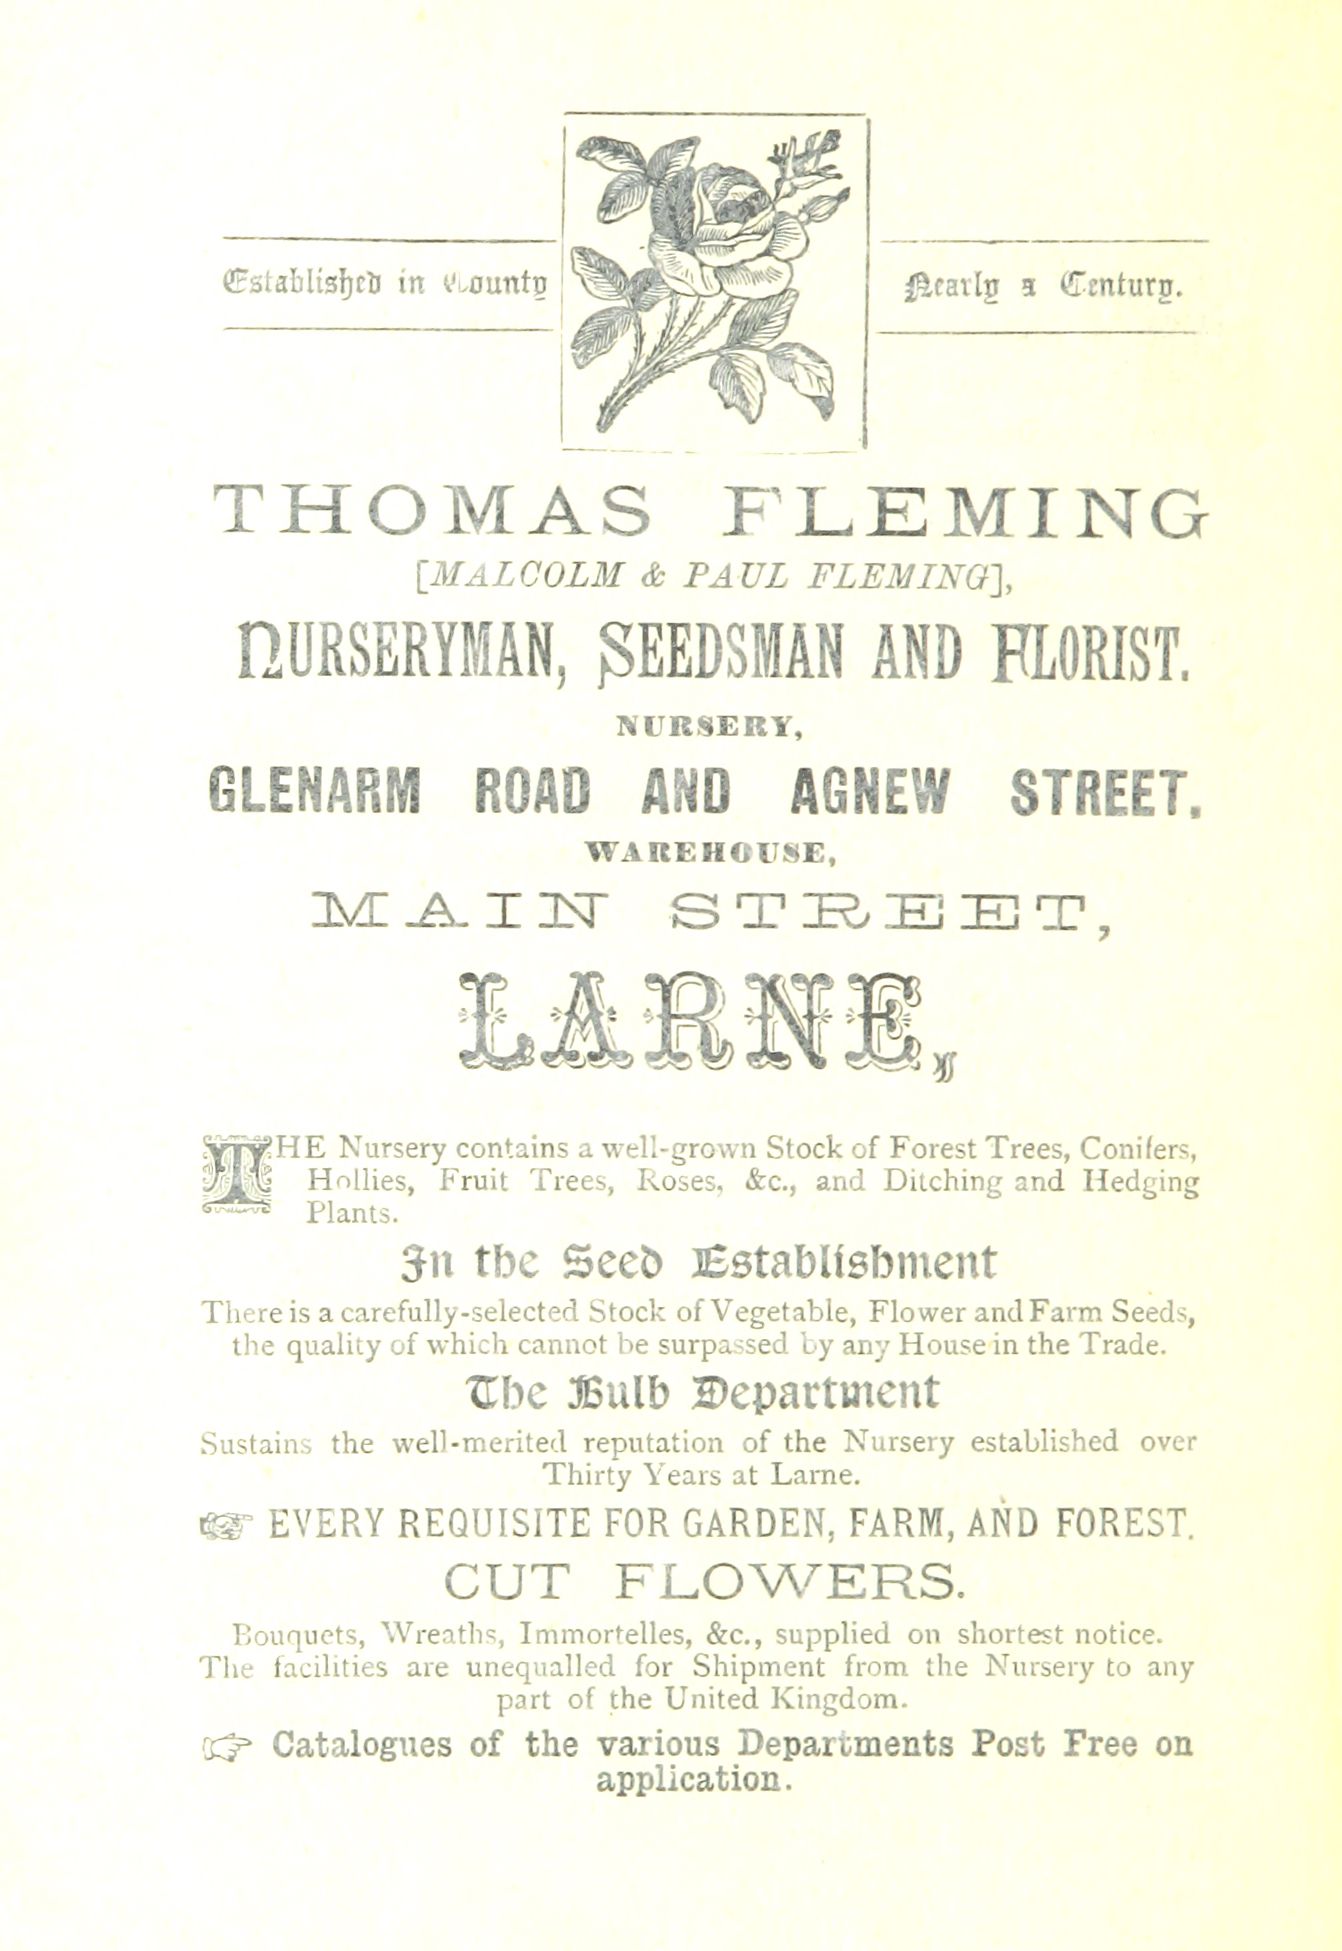 Established in County
Nearly a Century.
THOMAS FLEMING
[MALCOLM & PAUL FLEMING],
NURSERYMAN, SEEDSMAN AND FLORIST.
NURSERY,
GLENARM ROAD AND AGNEW STREET,
WAREHOUSE,
MAIN STREET,
LARNE,
THE Nursery contains a well-grown Stock of Forest Trees, Conifers,
Hollies, Fruit Trees, Roses, &c., and Ditching and Hedging
Plants.
In the Seed Establishment
There is a carefully-selected Stock of Vegetable, Flower and Farm Seeds,
the quality of which cannot be surpassed by any House in the Trade.
The Bulb Department
Sustains the well-merited reputation of the Nursery established over
Thirty Years at Larne.
☞ EVERY REQUISITE FOR GARDEN, FARM, AND FOREST.
CUT FLOWERS.
Bouquets, Wreaths, Immortelles, &c., supplied on shortest notice.
The facilities are unequalled for Shipment from the Nursery to any
part of the United Kingdom.
☞ Catalogues of the various Departments Post Free on
application.